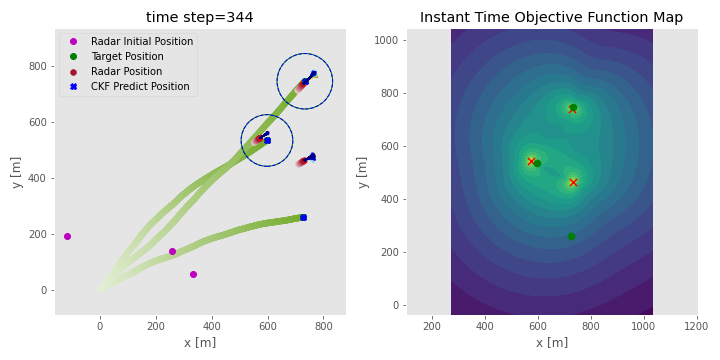 time step=344
Radar Initial Position
Target Position
Radar Position
CKF Predict Position
y [m]
800
600
400
200
0
0 200 400 600 800
x [m]
Instant Time Objective Function Map
y [m]
1000
800
600
400
200
0
200 400 600 800 1000 1200
x [m]